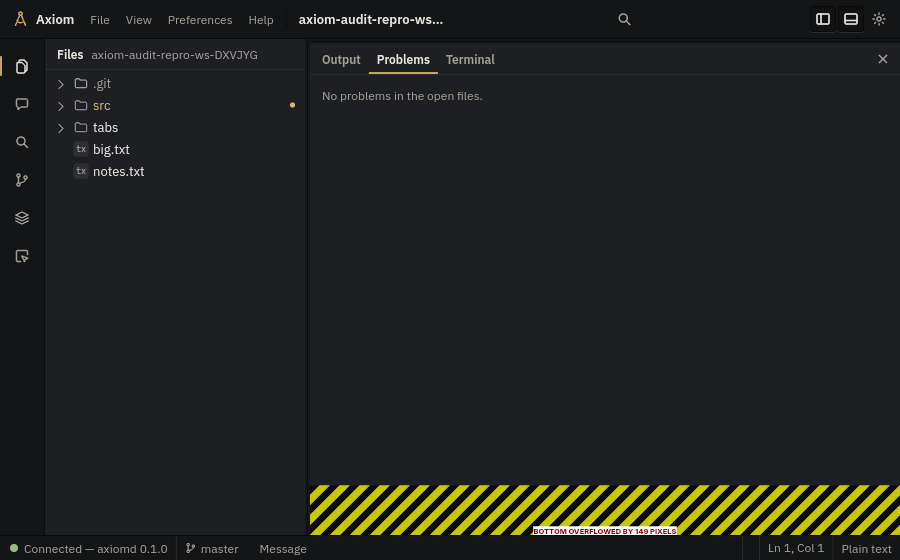 Axiom File View Preferences Help axiom-audit-repro-ws...
Files axiom-audit-repro-ws-DXVJYG
Output Problems Terminal
.git
No problems in the open files.
src
tabs
tx big.txt
tx notes.txt
BOTTOM OVERFLOWED BY 149 PIXELS
Connected — axiomd 0.1.0 master Message Ln 1, Col 1 Plain text